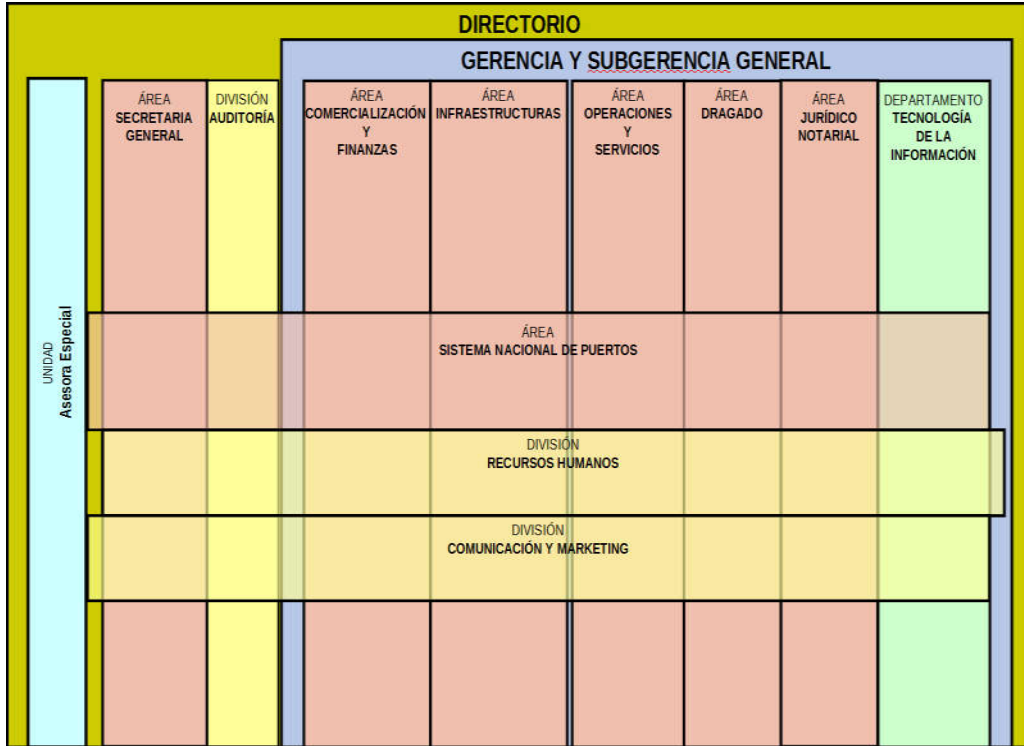 DIRECTORIO
GERENCIA Y SUBGERENCIA GENERAL
UNIDAD
Asesora Especial
ÁREA
SECRETARIA
GENERAL
DIVISIÓN
AUDITORÍA
ÁREA
COMERCIALIZACIÓN
Y
FINANZAS
ÁREA
INFRAESTRUCTURAS
ÁREA
OPERACIONES
Y
SERVICIOS
ÁREA
DRAGADO
ÁREA
JURÍDICO
NOTARIAL
DEPARTAMENTO
TECNOLOGÍA
DE LA
INFORMACIÓN
ÁREA
SISTEMA NACIONAL DE PUERTOS
DIVISIÓN
RECURSOS HUMANOS
DIVISIÓN
COMUNICACIÓN Y MARKETING